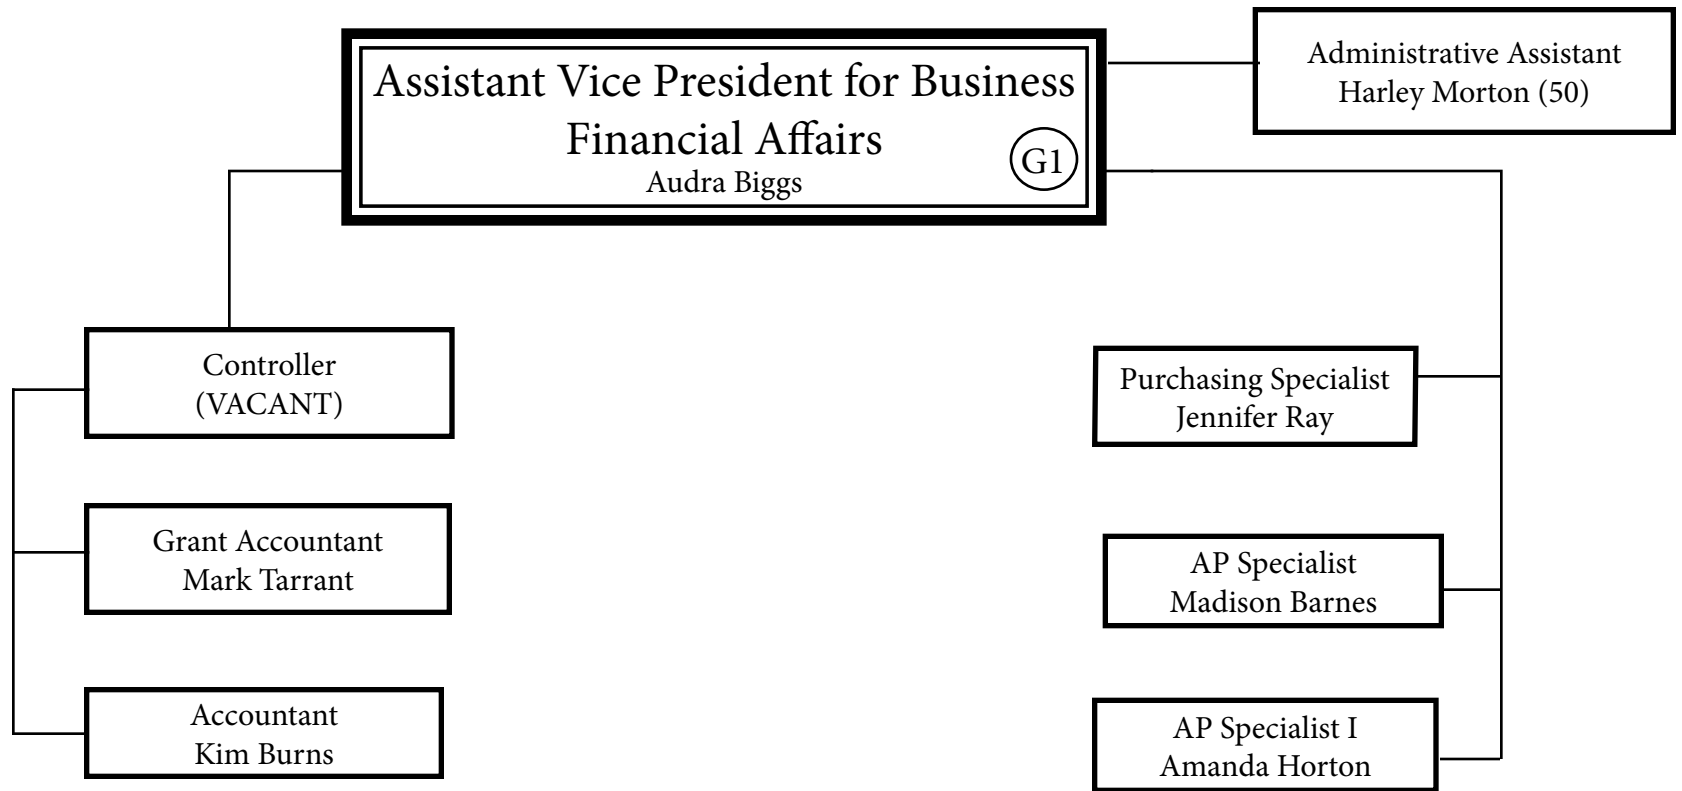 Assistant Vice President for Business
Financial Affairs
Audra Biggs
G1
Administrative Assistant
Harley Morton (50)
Controller
(VACANT)
Grant Accountant
Mark Tarrant
Accountant
Kim Burns
Purchasing Specialist
Jennifer Ray
AP Specialist
Madison Barnes
AP Specialist I
Amanda Horton